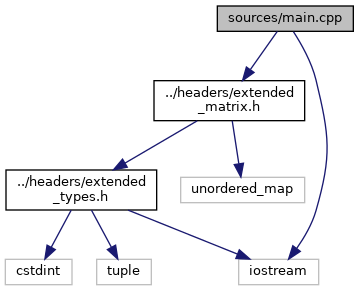 sources/main.cpp
../headers/extended
_matrix.h
../headers/extended
_types.h
unordered_map
cstdint
tuple
iostream